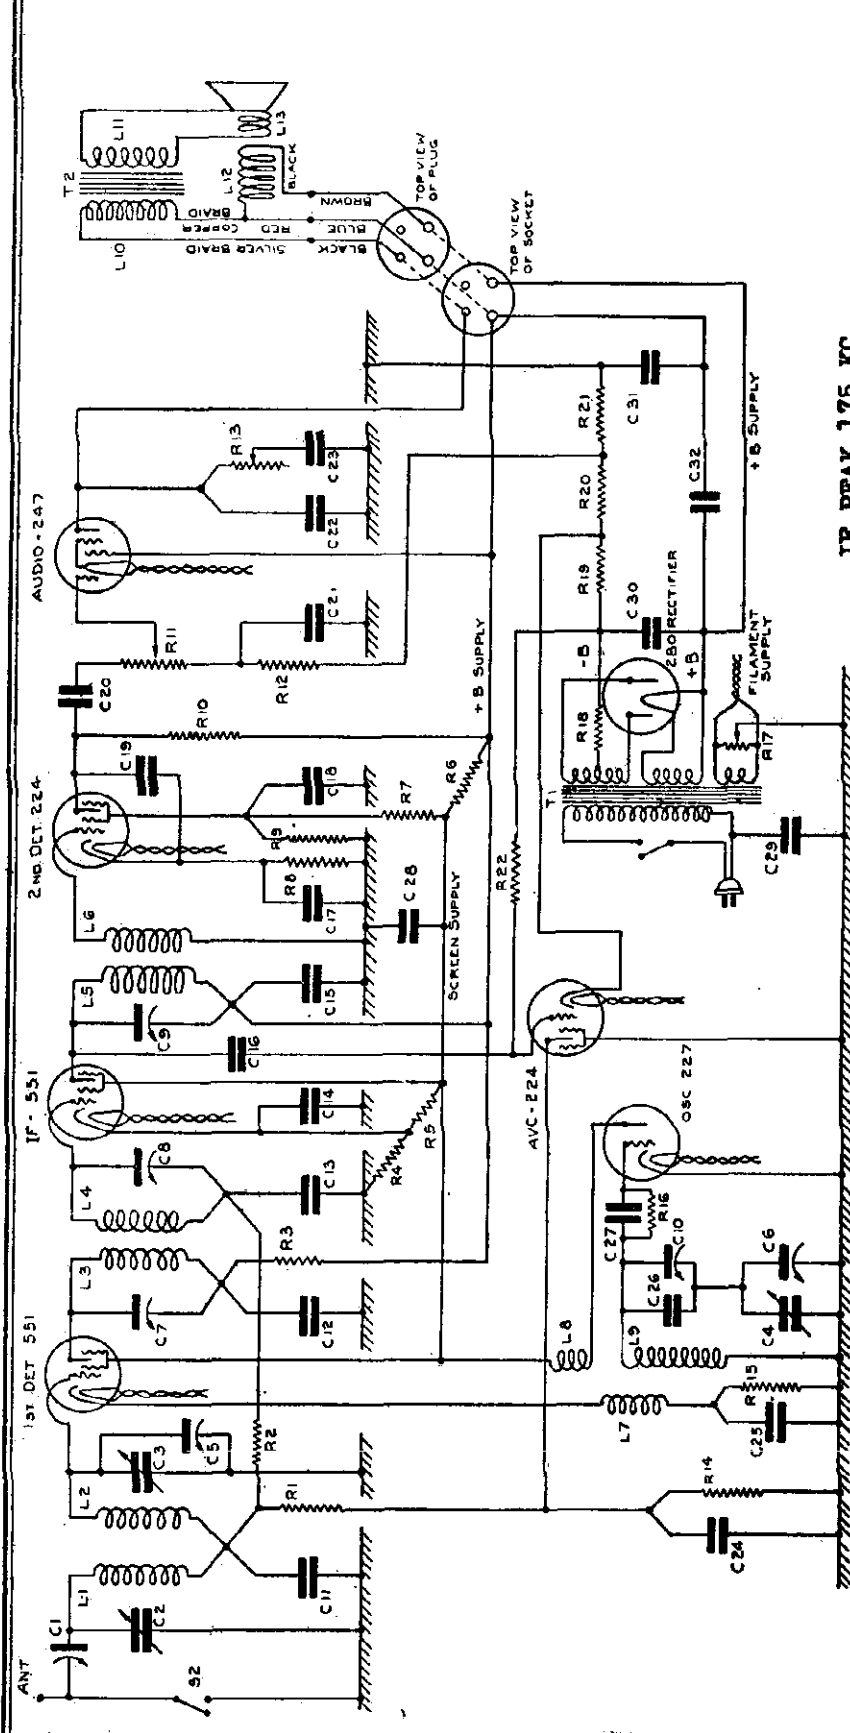 ANT
C1
L1
C2
S2
L2
C3
C5
C11
R1
R2
1ST. DET 551
L3
C7
C12
R3
L4
C8
C13
R4
R5
IF - 551
C14
L5
C9
C16
C15
L6
2ND. DET. 224
C17
R8
R9
C18
C19
R7
R6
C28
SCREEN SUPPLY
+B SUPPLY
R10
C20
R11
R12
C21
AUDIO-247
C22
R13
C23
T2
L10
L11
L12
L13
SILVER BRAID
COPPER BRAID
BLACK
RED
BLUE
BLACK
BROWN
TOP VIEW
OF PLUG
TOP VIEW
OF SOCKET
C24
R14
L7
C25
R15
L8
L9
C26
C10
C27
R16
C4
C6
OSC 227
AVC-224
R22
T1
C29
R17
FILAMENT
SUPPLY
R18
-B
+B
280 RECTIFIER
C30
R19
R20
R21
C31
C32
+B SUPPLY
IF PEAK 175 KC